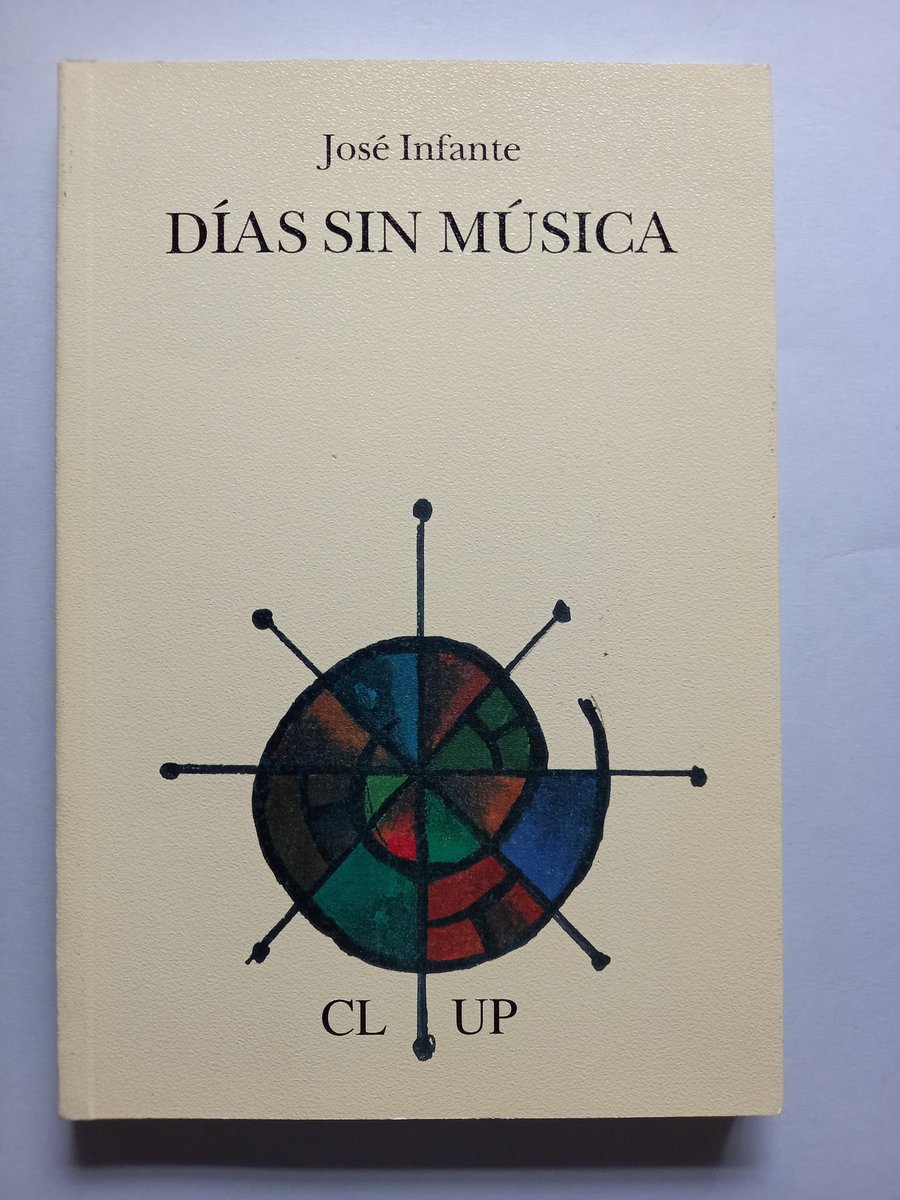 José Infante
DÍAS SIN MÚSICA
CL UP